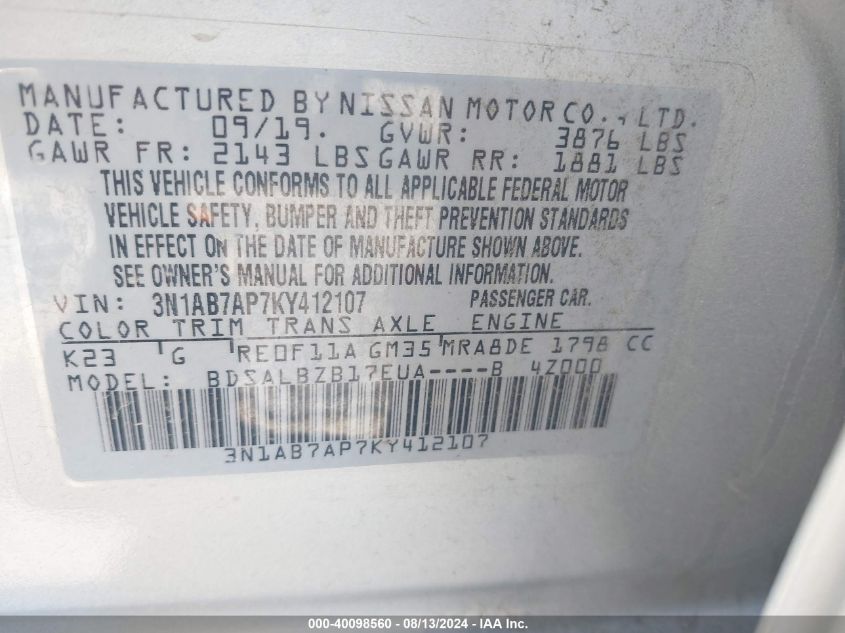 MANUFACTURED BY NISSAN MOTOR CO., LTD.
DATE: 09/19. GVWR: 3876 LBS
GAWR FR: 2143 LBS GAWR RR: 1881 LBS
THIS VEHICLE CONFORMS TO ALL APPLICABLE FEDERAL MOTOR
VEHICLE SAFETY, BUMPER AND THEFT PREVENTION STANDARDS
IN EFFECT ON THE DATE OF MANUFACTURE SHOWN ABOVE.
SEE OWNER'S MANUAL FOR ADDITIONAL INFORMATION.
VIN: 3N1AB7AP7KY412107 PASSENGER CAR.
COLOR TRIM TRANS AXLE ENGINE
K23 G RE0F11A GM35 MRA8DE 1798 CC
MODEL: BDSALBZB17EUA----B 4Z000
3N1AB7AP7KY412107
000-40098560 | 08/13/2024 - IAA Inc.